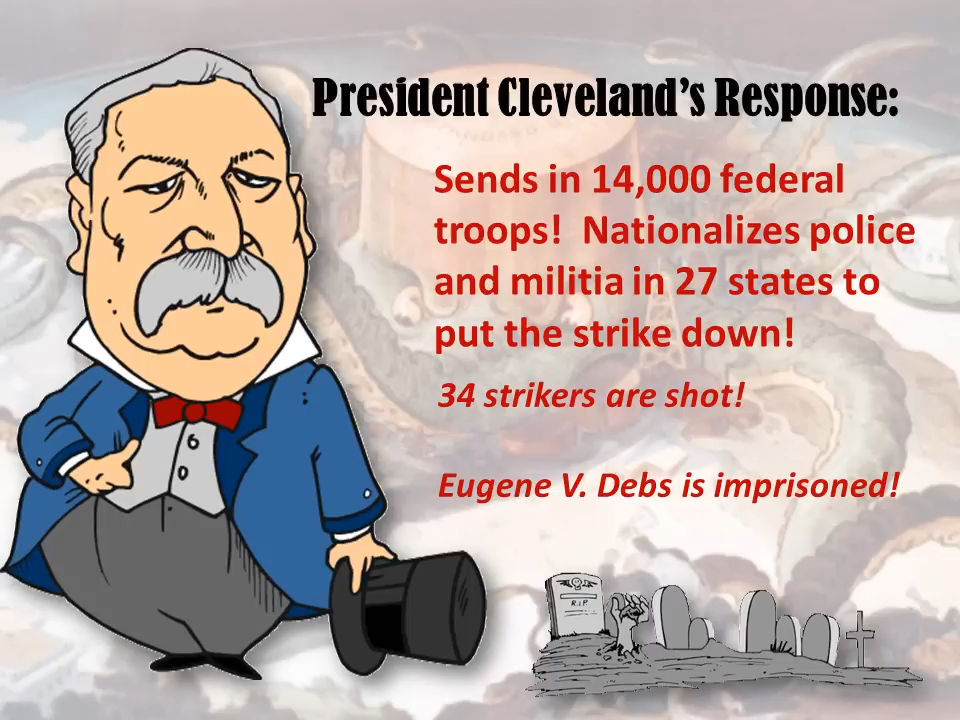 President Cleveland’s Response:
Sends in 14,000 federal
troops!  Nationalizes police
and militia in 27 states to
put the strike down!
34 strikers are shot!
Eugene V. Debs is imprisoned!
R.I.P.